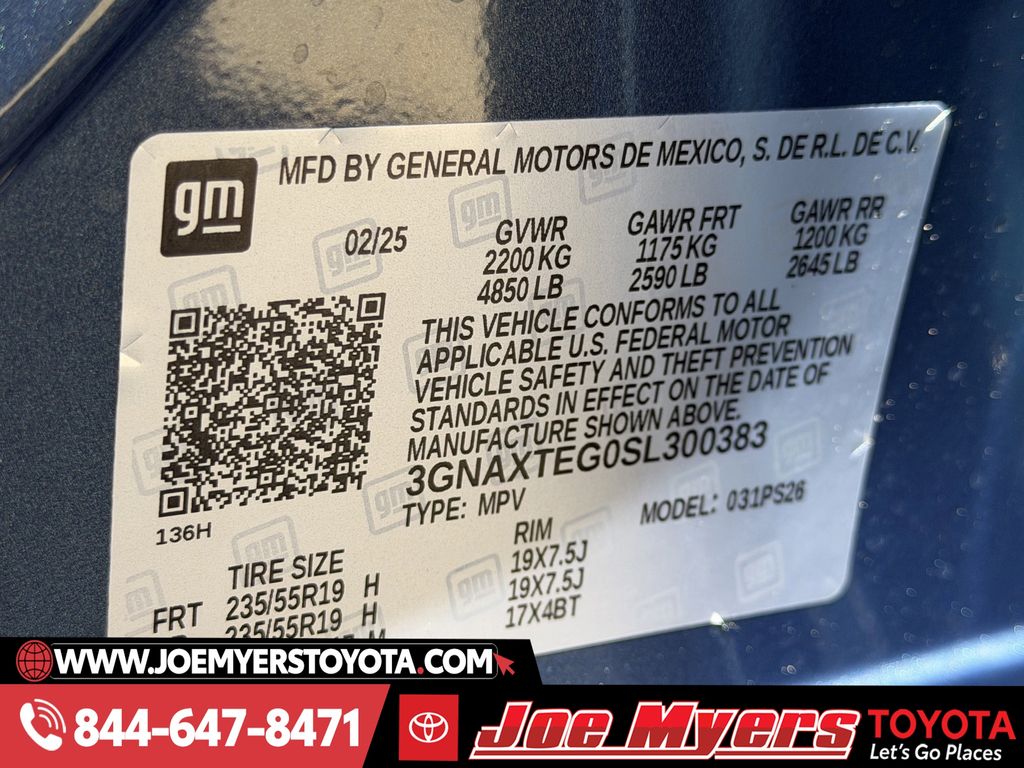 gm
MFD BY GENERAL MOTORS DE MEXICO, S. DE R.L. DE C.V.
02/25
GVWR
2200 KG
4850 LB
GAWR FRT
1175 KG
2590 LB
GAWR RR
1200 KG
2645 LB
THIS VEHICLE CONFORMS TO ALL
APPLICABLE U.S. FEDERAL MOTOR
VEHICLE SAFETY AND THEFT PREVENTION
STANDARDS IN EFFECT ON THE DATE OF
MANUFACTURE SHOWN ABOVE.
3GNAXTEG0SL300383
TYPE: MPV
MODEL: 031PS26
136H
TIRE SIZE
RIM
FRT 235/55R19 H 19X7.5J
235/55R19 H 19X7.5J
17X4BT
WWW.JOEMYERSTOYOTA.COM
844-647-8471
Joe Myers TOYOTA
Let's Go Places